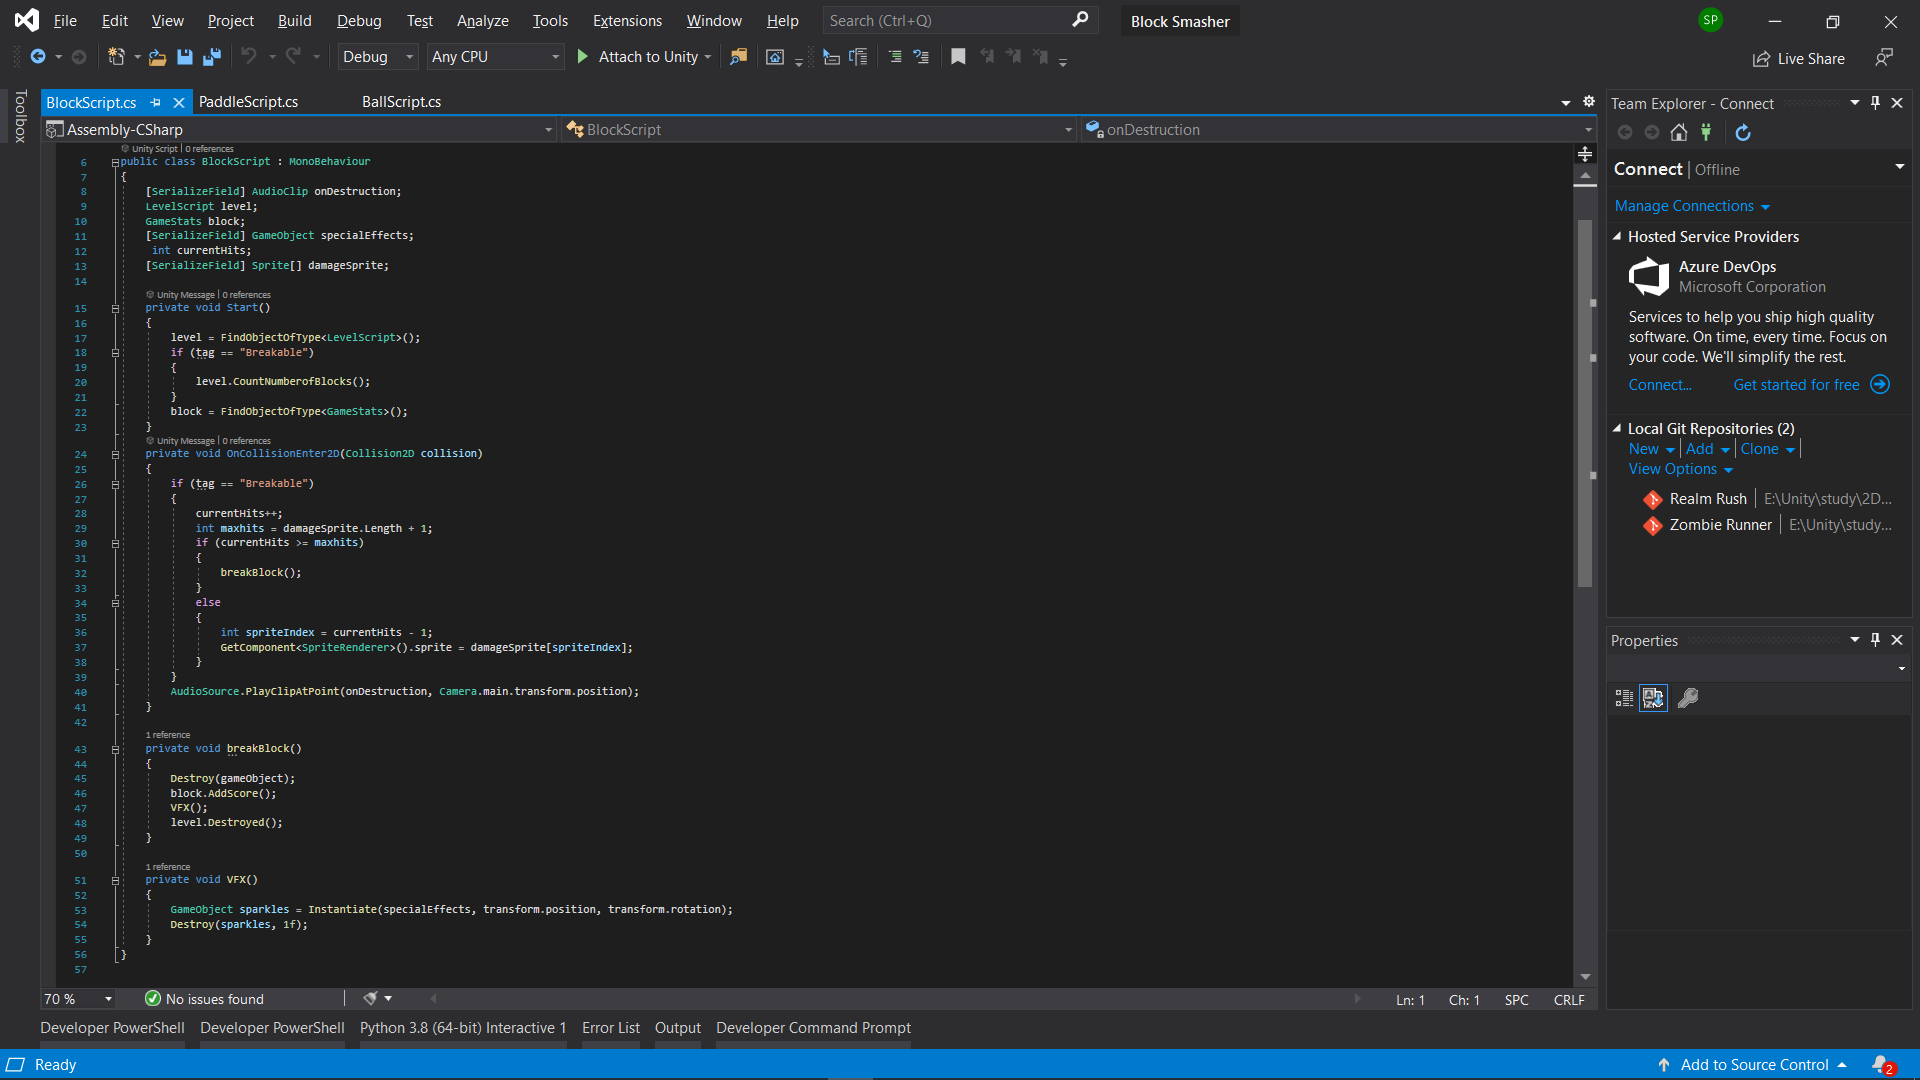 File Edit View Project Build Debug Test Analyze Tools Extensions Window Help Search (Ctrl+Q) Block Smasher SP
Debug Any CPU Attach to Unity Live Share
Toolbox
BlockScript.cs PaddleScript.cs BallScript.cs
Assembly-CSharp BlockScript onDestruction
Unity Script | 0 references
6 public class BlockScript : MonoBehaviour
7 {
8 [SerializeField] AudioClip onDestruction;
9 LevelScript level;
10 GameStats block;
11 [SerializeField] GameObject specialEffects;
12 int currentHits;
13 [SerializeField] Sprite[] damageSprite;
14
Unity Message | 0 references
15 private void Start()
16 {
17 level = FindObjectOfType<LevelScript>();
18 if (tag == "Breakable")
19 {
20 level.CountNumberofBlocks();
21 }
22 block = FindObjectOfType<GameStats>();
23 }
Unity Message | 0 references
24 private void OnCollisionEnter2D(Collision2D collision)
25 {
26 if (tag == "Breakable")
27 {
28 currentHits++;
29 int maxhits = damageSprite.Length + 1;
30 if (currentHits >= maxhits)
31 {
32 breakBlock();
33 }
34 else
35 {
36 int spriteIndex = currentHits - 1;
37 GetComponent<SpriteRenderer>().sprite = damageSprite[spriteIndex];
38 }
39 }
40 AudioSource.PlayClipAtPoint(onDestruction, Camera.main.transform.position);
41 }
42
1 reference
43 private void breakBlock()
44 {
45 Destroy(gameObject);
46 block.AddScore();
47 VFX();
48 level.Destroyed();
49 }
50
1 reference
51 private void VFX()
52 {
53 GameObject sparkles = Instantiate(specialEffects, transform.position, transform.rotation);
54 Destroy(sparkles, 1f);
55 }
56 }
57
70 % No issues found Ln: 1 Ch: 1 SPC CRLF
Team Explorer - Connect
Connect | Offline
Manage Connections
Hosted Service Providers
Azure DevOps
Microsoft Corporation
Services to help you ship high quality
software. On time, every time. Focus on
your code. We'll simplify the rest.
Connect... Get started for free
Local Git Repositories (2)
New | Add | Clone |
View Options
Realm Rush | E:\Unity\study\2D...
Zombie Runner | E:\Unity\study...
Properties
Developer PowerShell Developer PowerShell Python 3.8 (64-bit) Interactive 1 Error List Output Developer Command Prompt
Ready Add to Source Control 2